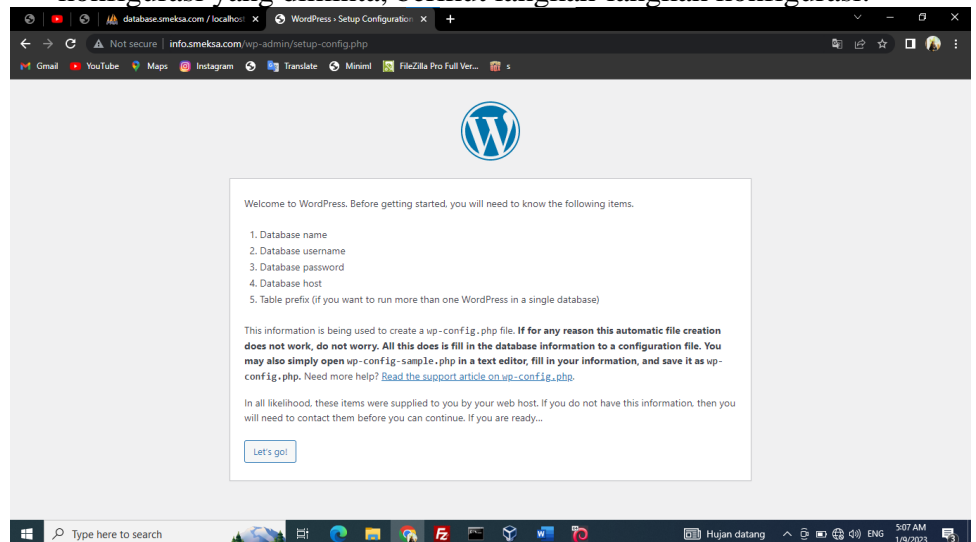 konfigurasi yang diminta, berikut langkah-langkah konfigurasi:
database.smeksa.com / localhost
WordPress › Setup Configuration
Not secure | info.smeksa.com/wp-admin/setup-config.php
Gmail YouTube Maps Instagram Translate Miniml FileZilla Pro Full Ver... s
Welcome to WordPress. Before getting started, you will need to know the following items.
1. Database name
2. Database username
3. Database password
4. Database host
5. Table prefix (if you want to run more than one WordPress in a single database)
This information is being used to create a wp-config.php file. If for any reason this automatic file creation
does not work, do not worry. All this does is fill in the database information to a configuration file. You
may also simply open wp-config-sample.php in a text editor, fill in your information, and save it as wp-
config.php. Need more help? Read the support article on wp-config.php.
In all likelihood, these items were supplied to you by your web host. If you do not have this information, then you
will need to contact them before you can continue. If you are ready...
Let's go!
Type here to search
Hujan datang
ENG
5:07 AM
1/9/2023
3